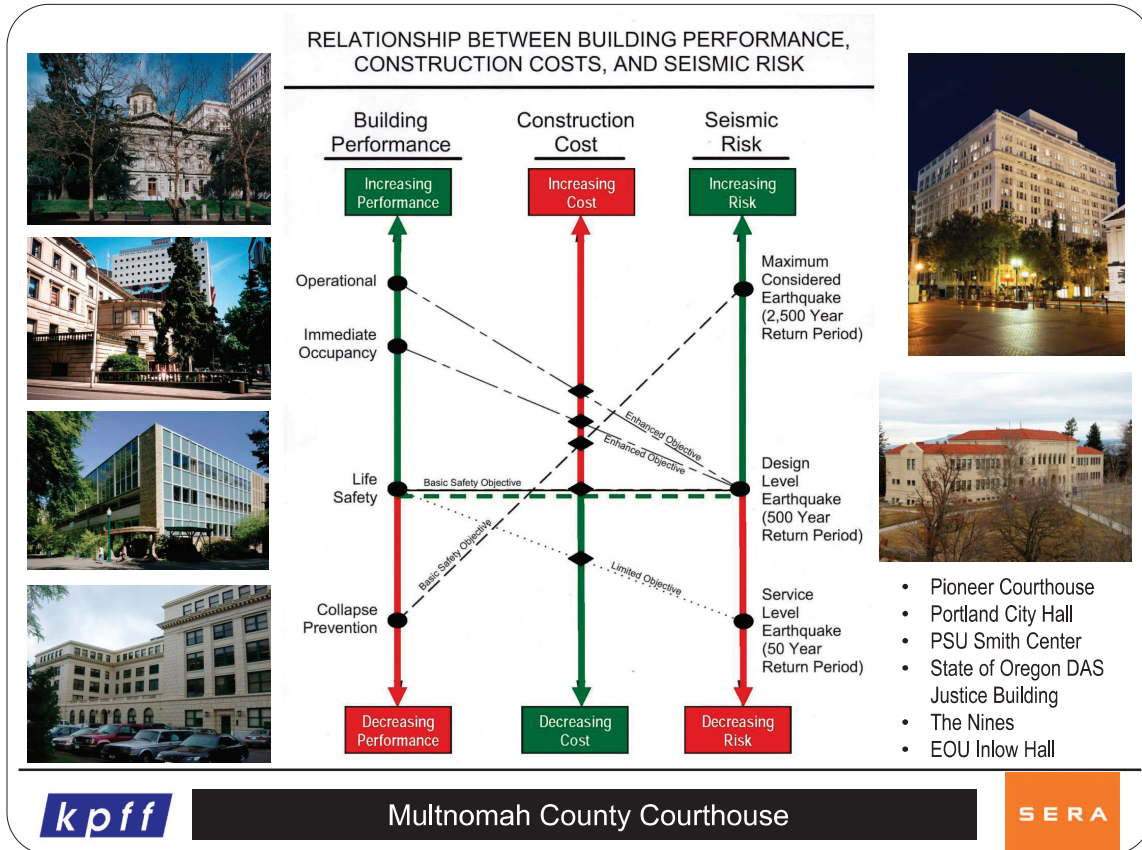 RELATIONSHIP BETWEEN BUILDING PERFORMANCE,
CONSTRUCTION COSTS, AND SEISMIC RISK
Building
Performance
Construction
Cost
Seismic
Risk
Increasing
Performance
Increasing
Cost
Increasing
Risk
Operational
Immediate
Occupancy
Life
Safety
Collapse
Prevention
Maximum
Considered
Earthquake
(2,500 Year
Return Period)
Design
Level
Earthquake
(500 Year
Return Period)
Service
Level
Earthquake
(50 Year
Return Period)
Enhanced Objective
Enhanced Objective
Basic Safety Objective
Basic Safety Objective
Limited Objective
Decreasing
Performance
Decreasing
Cost
Decreasing
Risk
• Pioneer Courthouse
• Portland City Hall
• PSU Smith Center
• State of Oregon DAS
Justice Building
• The Nines
• EOU Inlow Hall
kpff
Multnomah County Courthouse
SERA